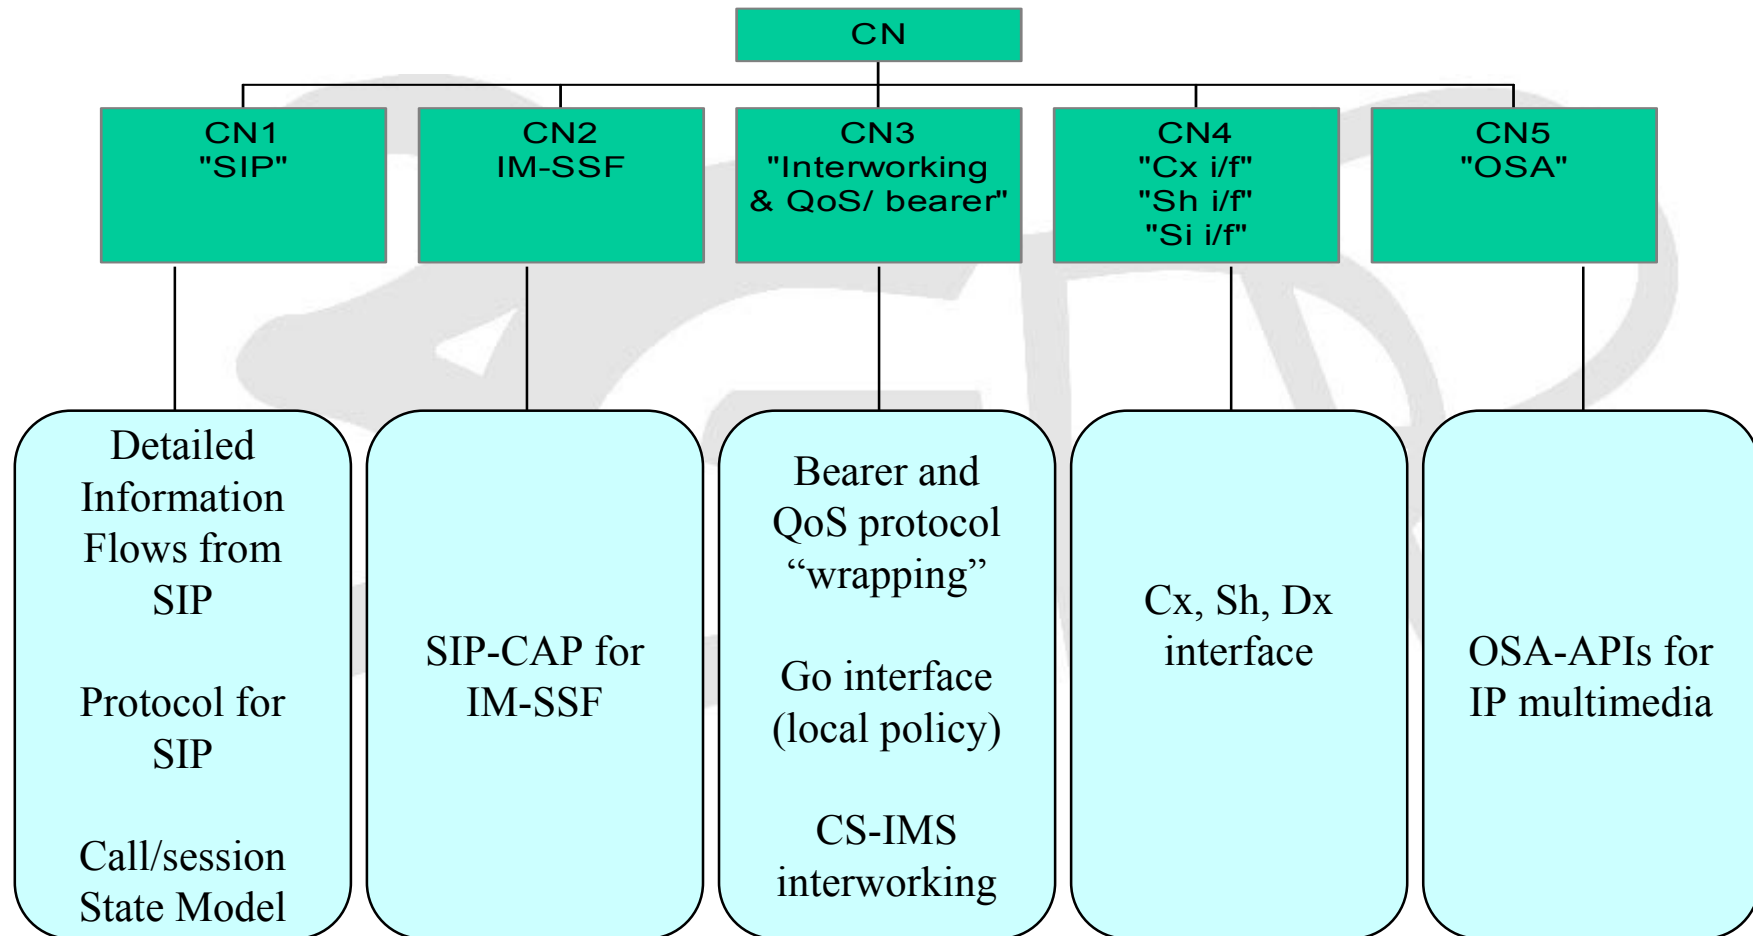 CN
CN1
"SIP"
CN2
IM-SSF
CN3
"Interworking
& QoS/ bearer"
CN4
"Cx i/f"
"Sh i/f"
"Si i/f"
CN5
"OSA"
Detailed
Information
Flows from
SIP
Protocol for
SIP
Call/session
State Model
SIP-CAP for
IM-SSF
Bearer and
QoS protocol
“wrapping”
Go interface
(local policy)
CS-IMS
interworking
Cx, Sh, Dx
interface
OSA-APIs for
IP multimedia